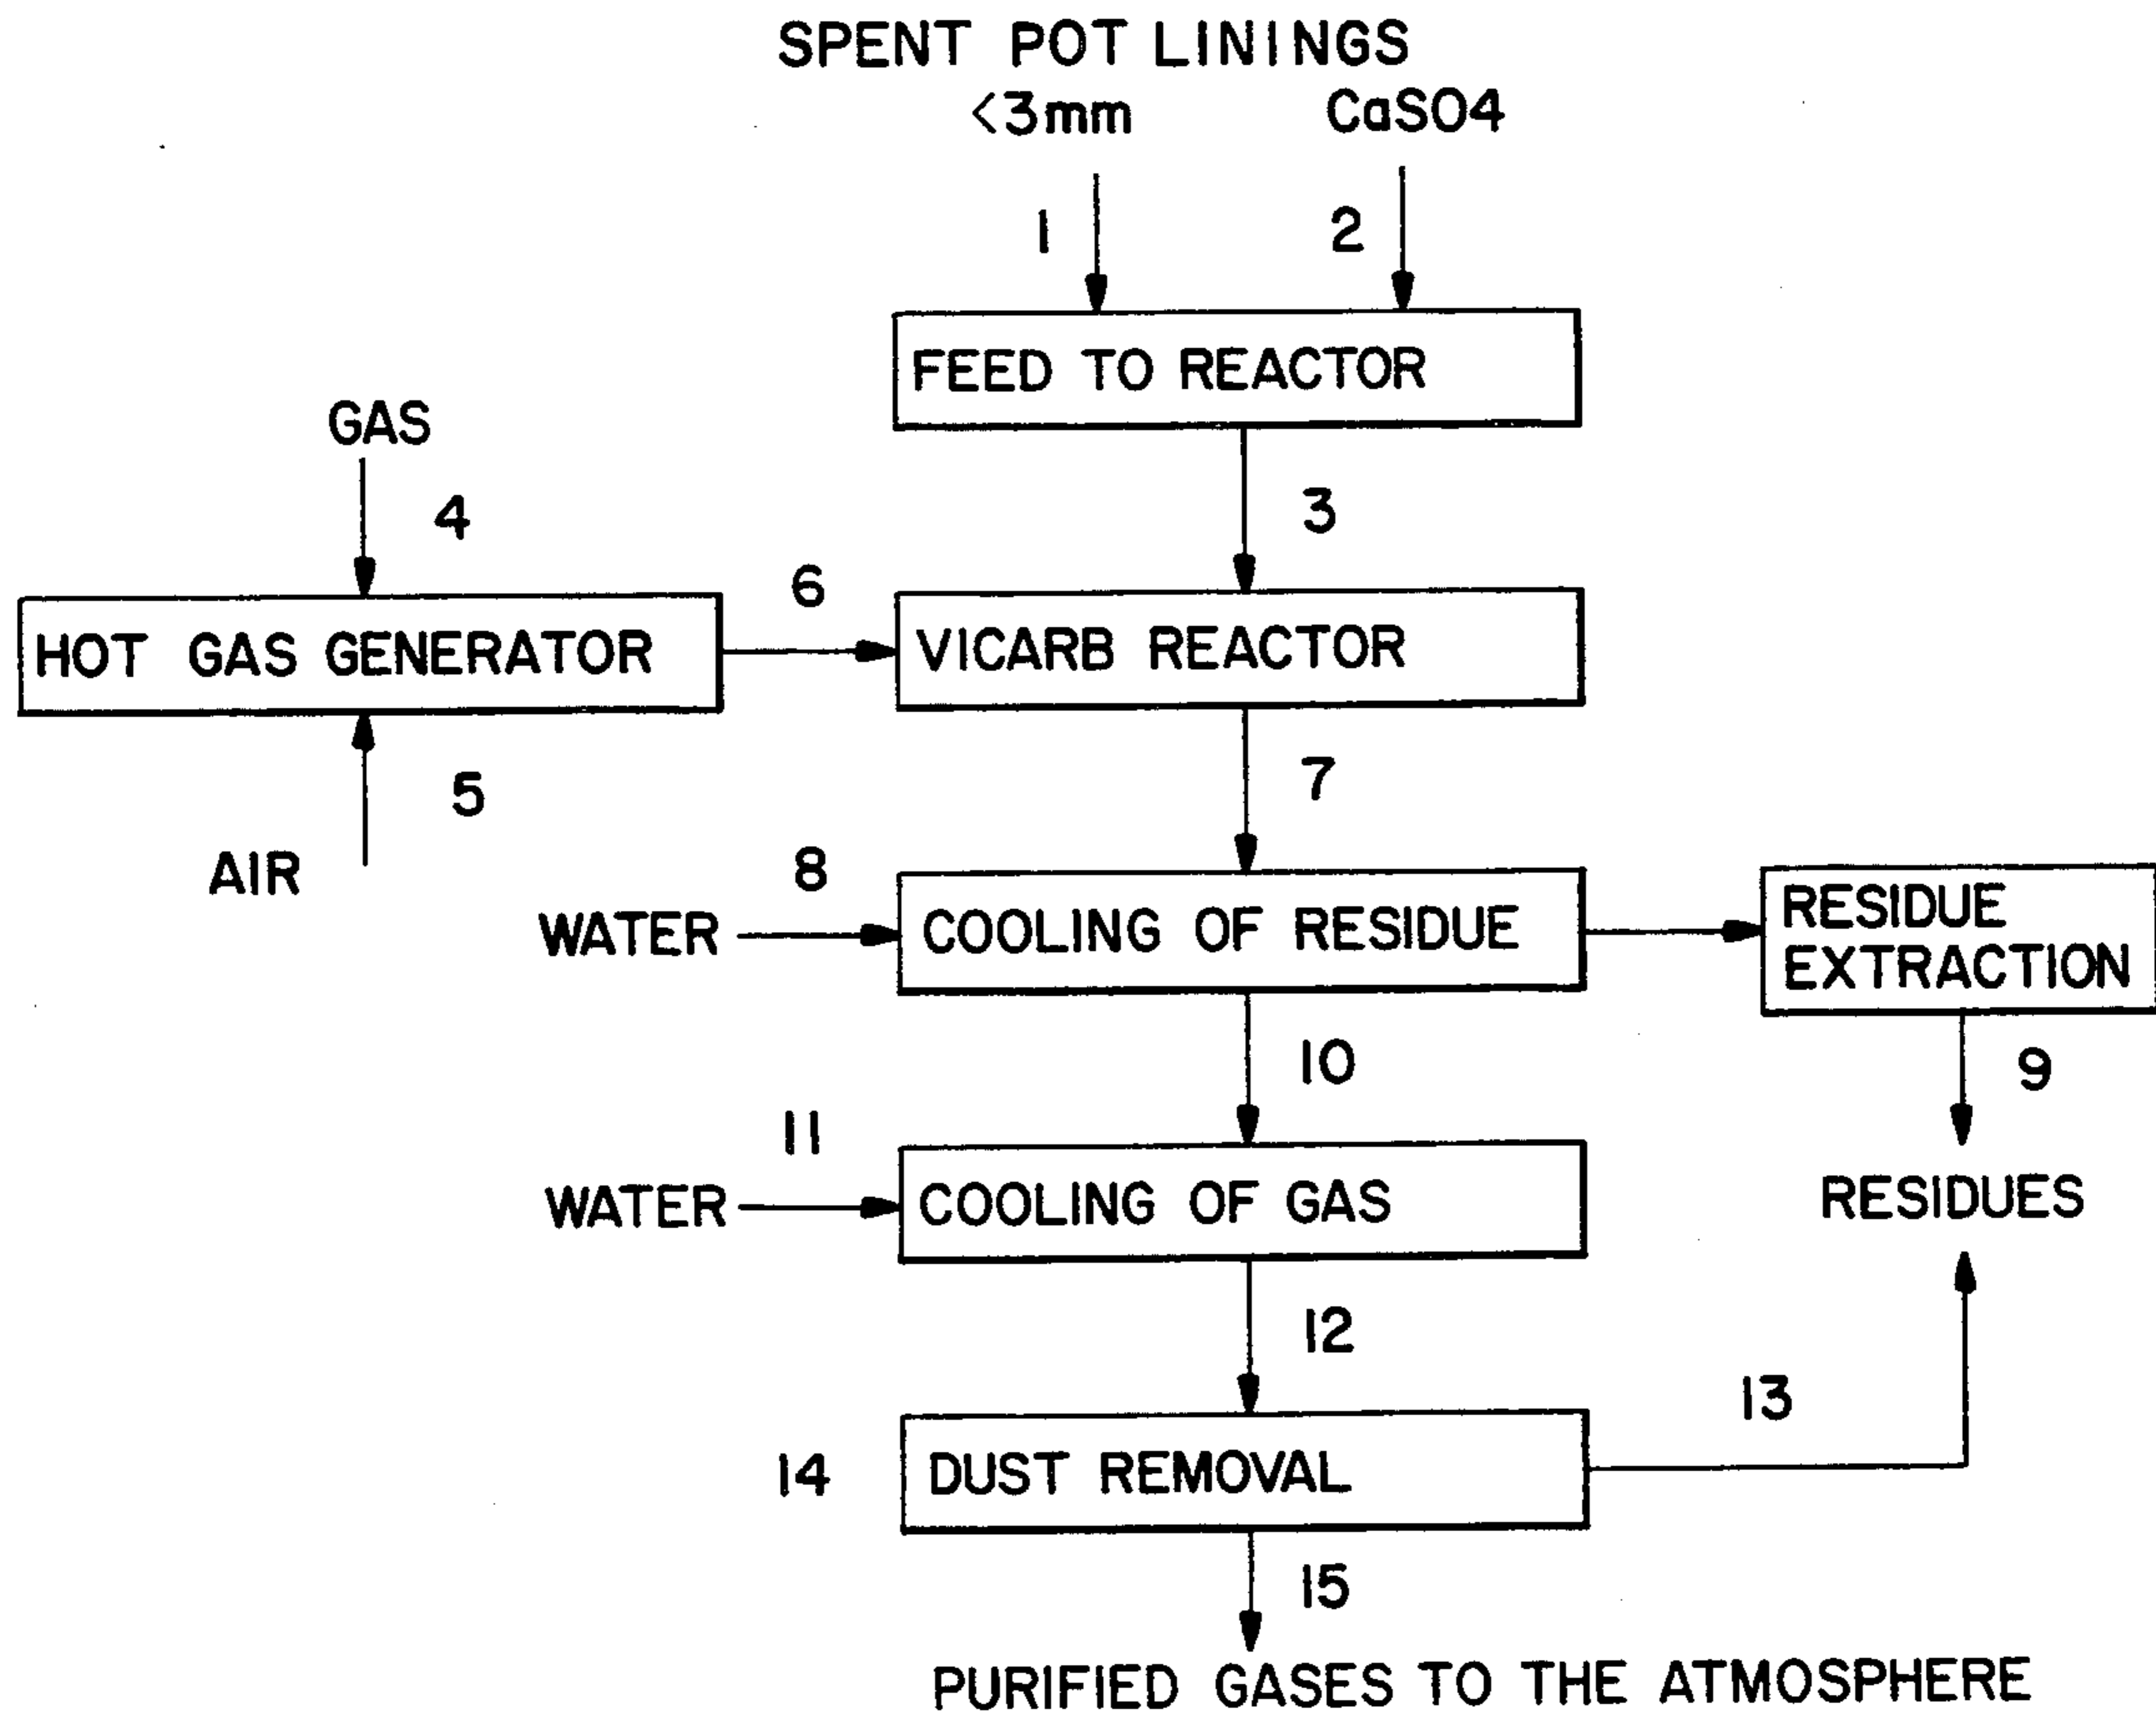 SPENT POT LININGS
<3mm
CaSO4
1
2
FEED TO REACTOR
GAS
4
3
6
HOT GAS GENERATOR
VICARB REACTOR
5
7
AIR
8
WATER
COOLING OF RESIDUE
RESIDUE
EXTRACTION
10
9
11
WATER
COOLING OF GAS
RESIDUES
12
13
14
DUST REMOVAL
15
PURIFIED GASES TO THE ATMOSPHERE